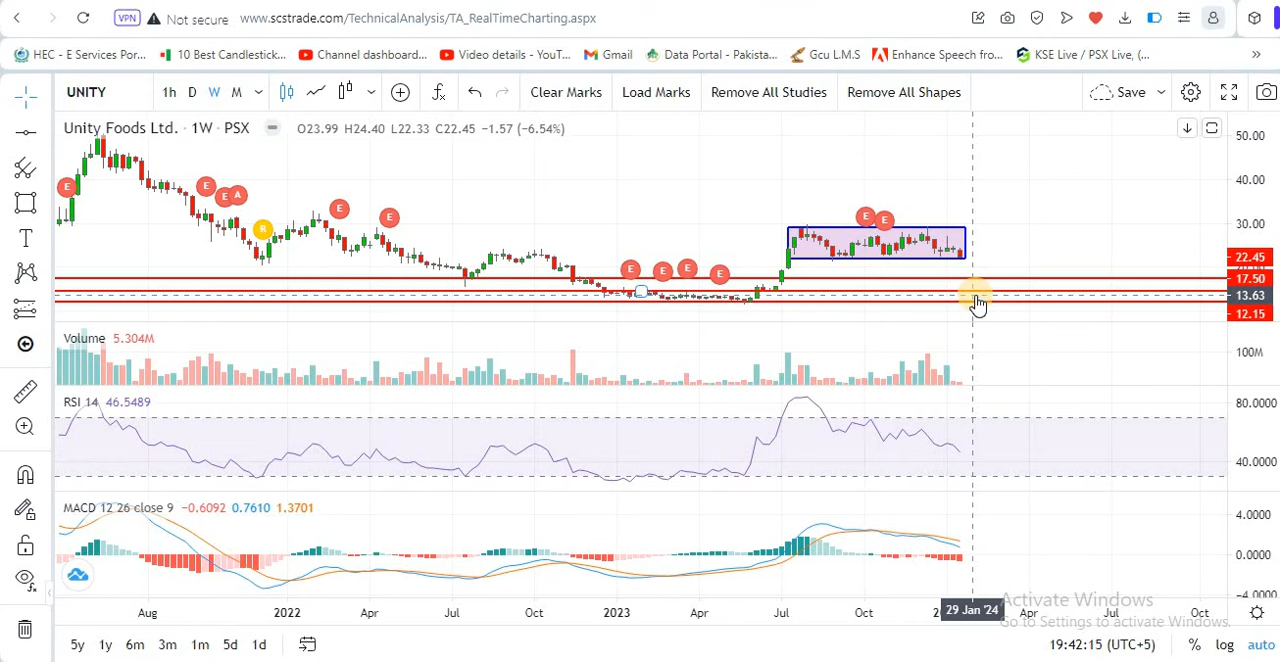 VPN Not secure www.scstrade.com/TechnicalAnalysis/TA_RealTimeCharting.aspx
HEC - E Services Por... 10 Best Candlestick... Channel dashboard... Video details - YouT... Gmail Data Portal - Pakista... Gcu L.M.S Enhance Speech fro... KSE Live / PSX Live, (... »
UNITY 1h D W M Clear Marks Load Marks Remove All Studies Remove All Shapes Save
Unity Foods Ltd. · 1W · PSX O23.99 H24.40 L22.33 C22.45 −1.57 (−6.54%)
50.00
40.00
30.00
22.45
17.50
13.63
12.15
E E E A R E E E E E E E E
Volume 5.304M
100M
RSI 14 46.5489
80.0000
40.0000
MACD 12 26 close 9 −0.6092 0.7610 1.3701
4.0000
0.0000
-4.0000
Aug 2022 Apr Jul Oct 2023 Apr Jul Oct 29 Jan '24 Apr Jul Oct
Activate Windows
Go to Settings to activate Windows.
5y 1y 6m 3m 1m 5d 1d 19:42:15 (UTC+5) % log auto